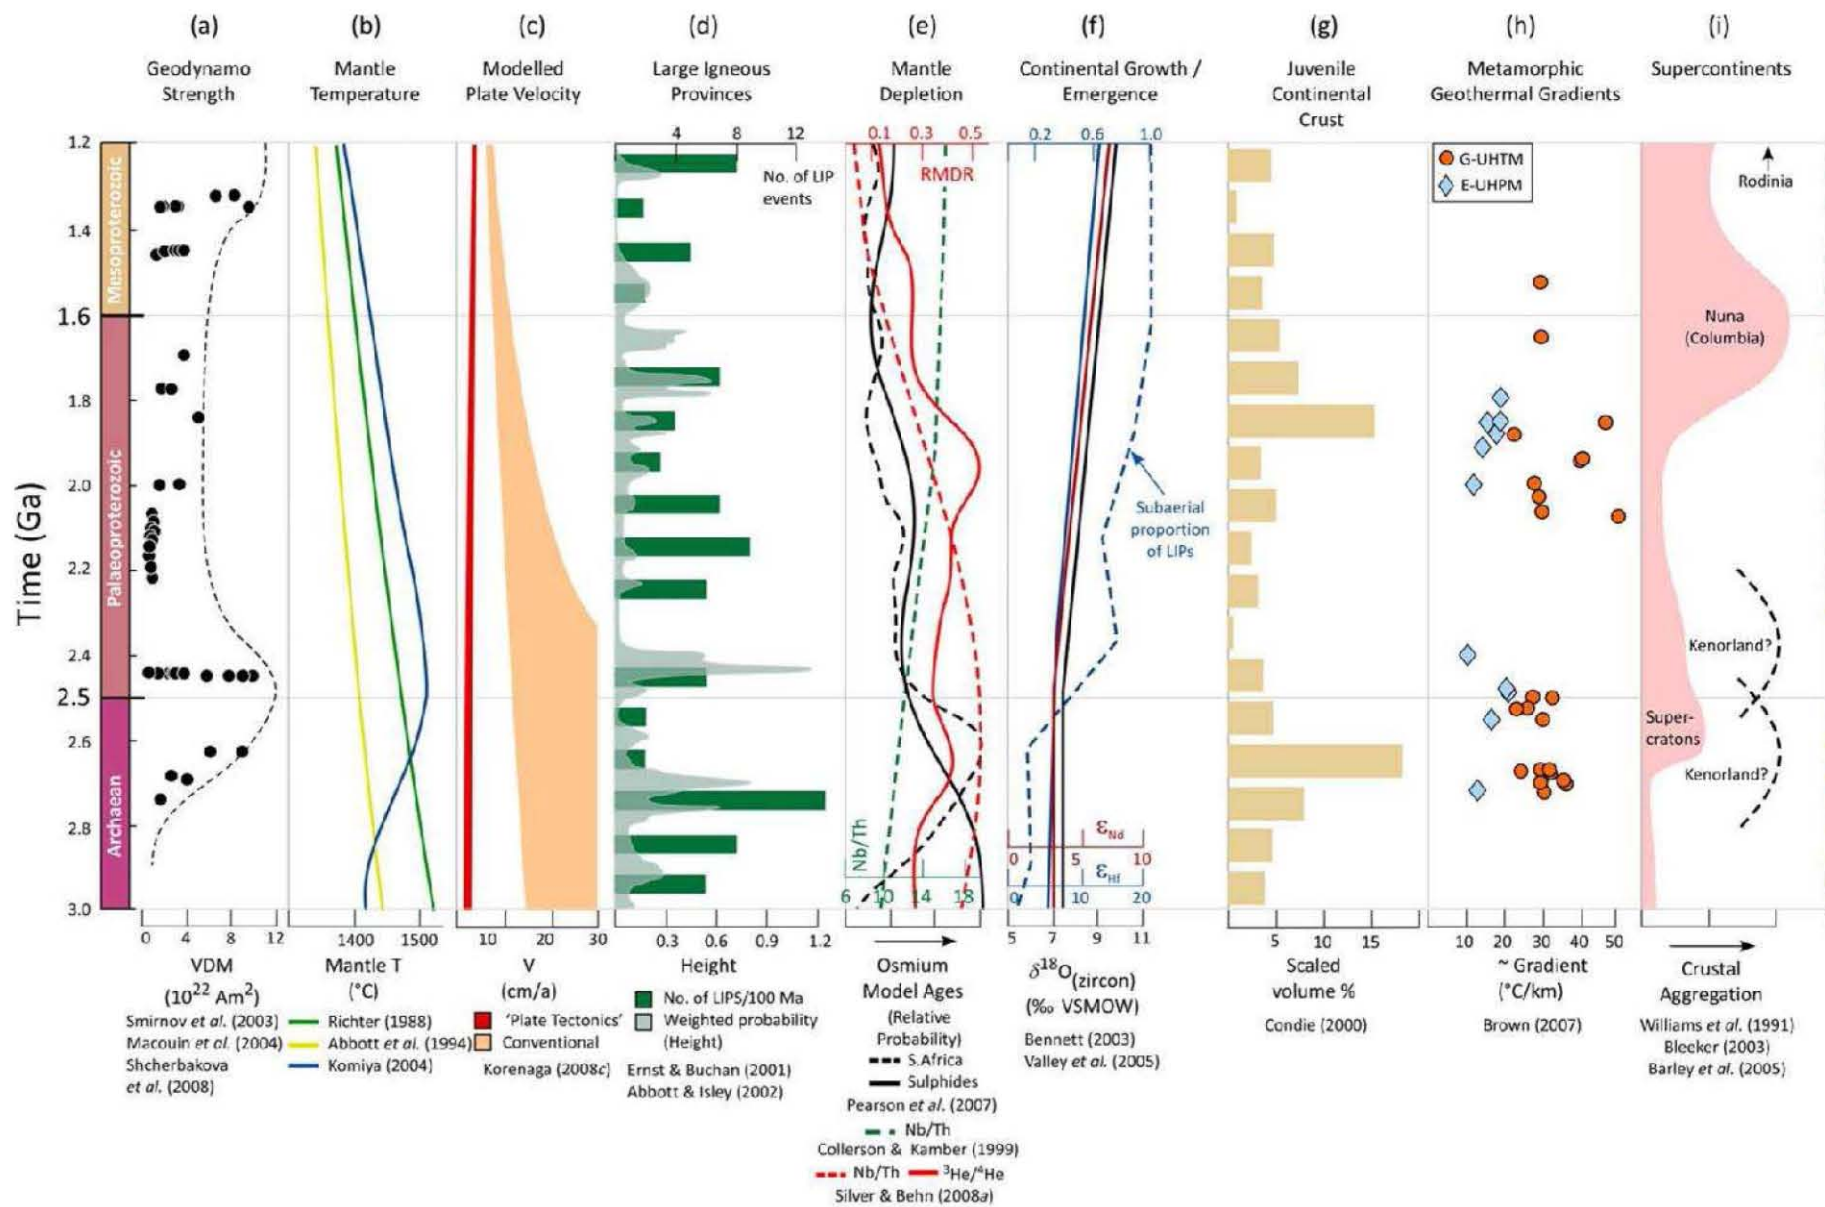 (a)
Geodynamo
Strength
(b)
Mantle
Temperature
(c)
Modelled
Plate Velocity
(d)
Large Igneous
Provinces
(e)
Mantle
Depletion
(f)
Continental Growth /
Emergence
(g)
Juvenile
Continental
Crust
(h)
Metamorphic
Geothermal Gradients
(i)
Supercontinents
Time (Ga)
1.2
1.4
1.6
1.8
2.0
2.2
2.4
2.5
2.6
2.8
3.0
Mesoproterozoic
Palaeoproterozoic
Archaean
0 4 8 12
VDM
(10²² Am²)
Smirnov et al. (2003)
Macouin et al. (2004)
Shcherbakova
et al. (2008)
1400 1500
Mantle T
(°C)
Richter (1988)
Abbott et al. (1994)
Komiya (2004)
10 20 30
V
(cm/a)
'Plate Tectonics'
Conventional
Korenaga (2008c)
4 8 12
No. of LIP
events
0.3 0.6 0.9 1.2
Height
No. of LIPS/100 Ma
Weighted probability
(Height)
Ernst & Buchan (2001)
Abbott & Isley (2002)
0.1 0.3 0.5
RMDR
Nb/Th
6 10 14 18
Osmium
Model Ages
(Relative
Probability)
S.Africa
Sulphides
Pearson et al. (2007)
Nb/Th
Collerson & Kamber (1999)
Nb/Th ³He/⁴He
Silver & Behn (2008a)
0.2 0.6 1.0
Subaerial
proportion
of LIPs
εNd
0 5 10
εHf
0 10 20
5 7 9 11
δ¹⁸O(zircon)
(‰ VSMOW)
Bennett (2003)
Valley et al. (2005)
5 10 15
Scaled
volume %
Condie (2000)
G-UHTM
E-UHPM
10 20 30 40 50
~ Gradient
(°C/km)
Brown (2007)
Rodinia
Nuna
(Columbia)
Kenorland?
Super-
cratons
Kenorland?
Crustal
Aggregation
Williams et al. (1991)
Bleeker (2003)
Barley et al. (2005)